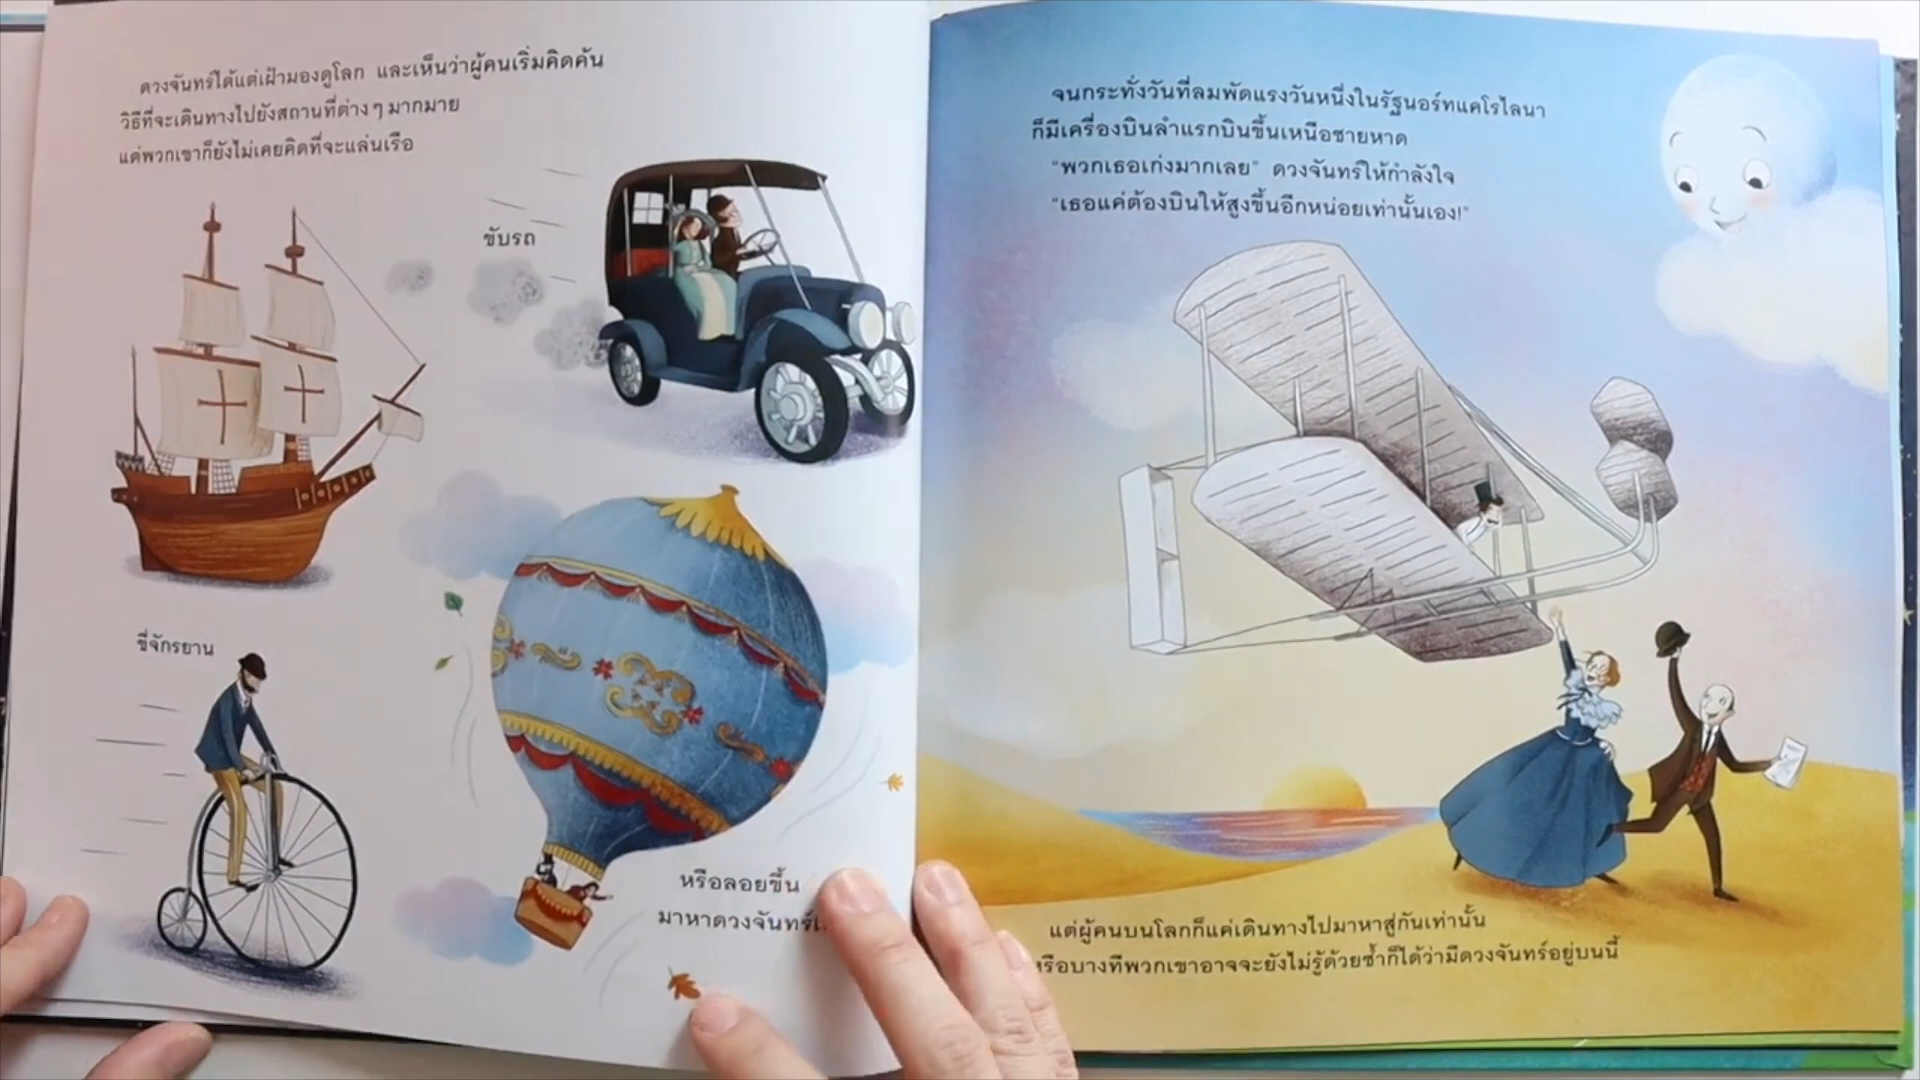 ดวงจันทร์ได้แต่เฝ้ามองดูโลก และเห็นว่าผู้คนเริ่มคิดค้น
วิธีที่จะเดินทางไปยังสถานที่ต่าง ๆ มากมาย
แต่พวกเขาก็ยังไม่เคยคิดที่จะแล่นเรือ
ขับรถ
ขี่จักรยาน
หรือลอยขึ้น
มาหาดวงจันทร์
จนกระทั่งวันที่ลมพัดแรงวันหนึ่งในรัฐนอร์ทแคโรไลนา
ก็มีเครื่องบินลำแรกบินขึ้นเหนือชายหาด
“พวกเธอเก่งมากเลย” ดวงจันทร์ให้กำลังใจ
“เธอแค่ต้องบินให้สูงขึ้นอีกหน่อยเท่านั้นเอง!”
แต่ผู้คนบนโลกก็แค่เดินทางไปมาหาสู่กันเท่านั้น
หรือบางทีพวกเขาอาจจะยังไม่รู้ด้วยซ้ำก็ได้ว่ามีดวงจันทร์อยู่บนนี้